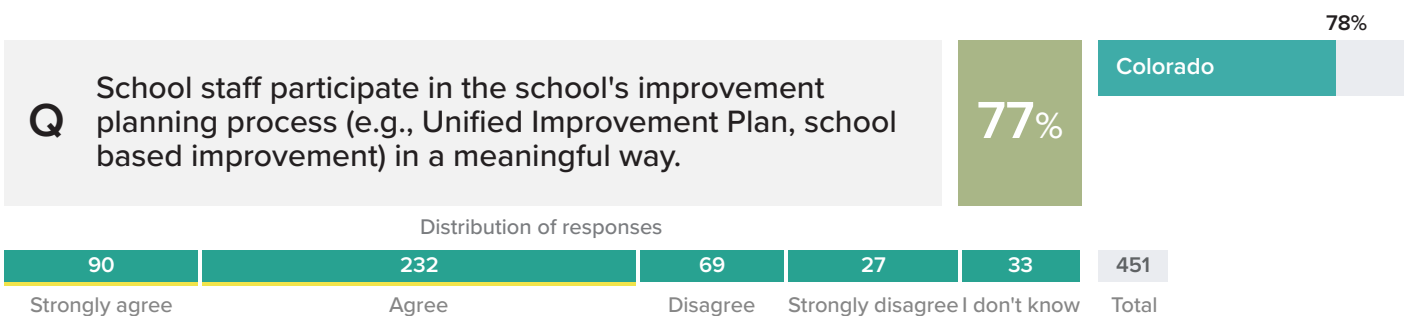 78%
Q
School staff participate in the school's improvement
planning process (e.g., Unified Improvement Plan, school
based improvement) in a meaningful way.
77%
Colorado
Distribution of responses
90 232 69 27 33 451
Strongly agree Agree Disagree Strongly disagree I don't know Total